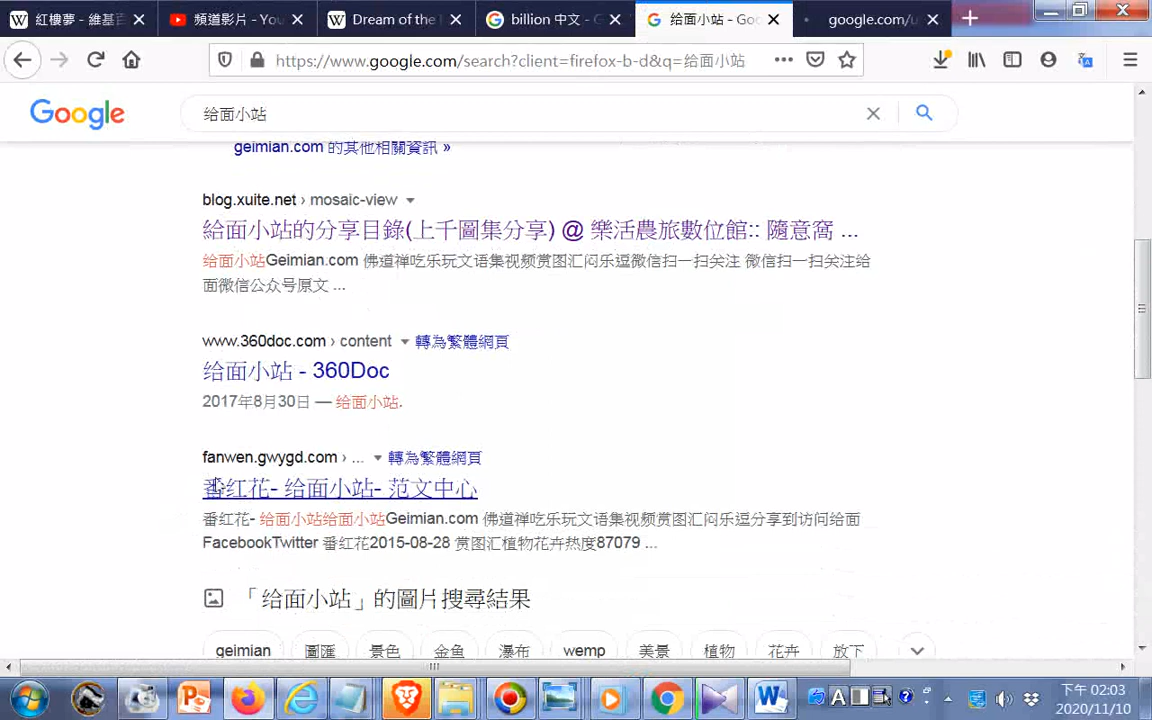 紅樓夢 - 維基百
頻道影片 - You
Dream of the
billion 中文 - G
给面小站 - Goo
google.com/u
https://www.google.com/search?client=firefox-b-d&q=给面小站
Google
给面小站
geimian.com 的其他相關資訊 »
blog.xuite.net › mosaic-view
給面小站的分享目錄(上千圖集分享) @ 樂活農旅數位館:: 隨意窩 ...
给面小站Geimian.com 佛道禅吃乐玩文语集视频赏图汇闷乐逗微信扫一扫关注 微信扫一扫关注给
面微信公众号原文 ...
www.360doc.com › content 轉為繁體網頁
给面小站 - 360Doc
2017年8月30日 — 给面小站.
fanwen.gwygd.com › ... 轉為繁體網頁
番红花- 给面小站- 范文中心
番红花- 给面小站给面小站Geimian.com 佛道禅吃乐玩文语集视频赏图汇闷乐逗分享到访问给面
FacebookTwitter 番红花2015-08-28 赏图汇植物花卉热度87079 ...
「给面小站」的圖片搜尋結果
geimian 圖匯 景色 金鱼 瀑布 wemp 美景 植物 花卉 放下
下午 02:03
2020/11/10